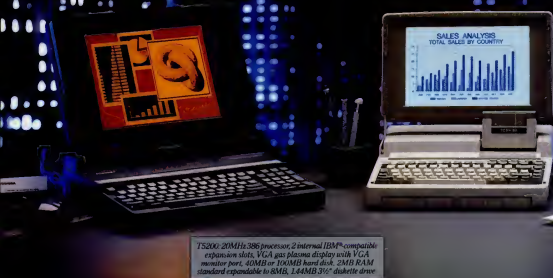 SALES ANALYSIS
TOTAL SALES BY COUNTRY
T5200: 20MHz 386 processor, 2 internal IBM®-compatible
expansion slots, VGA gas plasma display with VGA
monitor port, 40MB or 100MB hard disk, 2MB RAM
standard expandable to 8MB, 1.44MB 3½" diskette drive